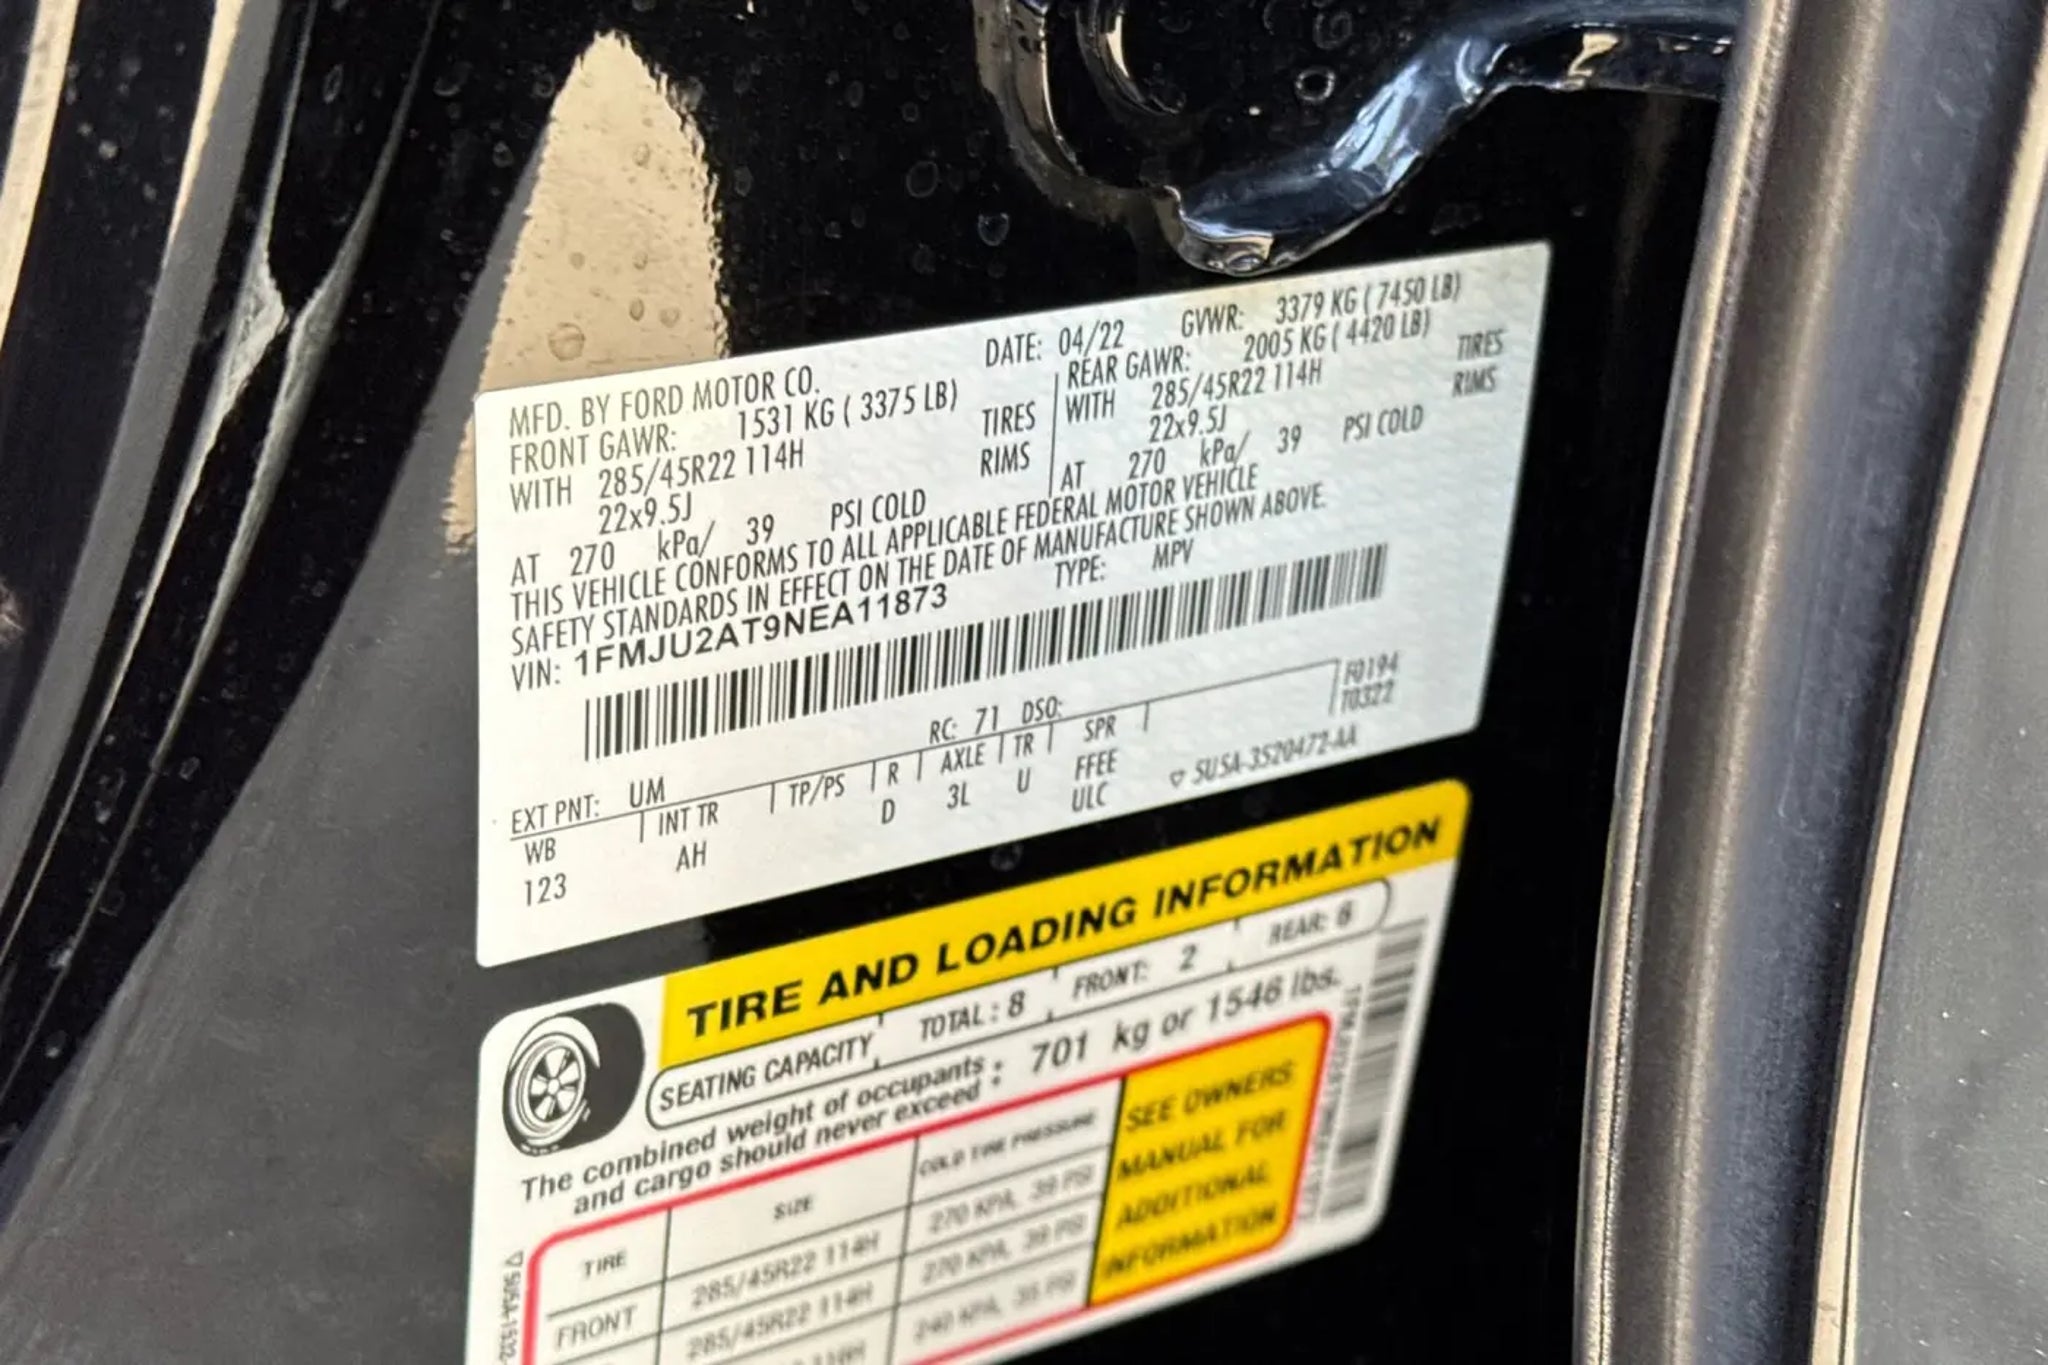 MFD. BY FORD MOTOR CO.
DATE: 04/22 GVWR: 3379 KG ( 7450 LB)
FRONT GAWR: 1531 KG ( 3375 LB)
WITH 285/45R22 114H TIRES
22x9.5J RIMS
AT 270 kPa/ 39 PSI COLD
REAR GAWR: 2005 KG ( 4420 LB)
WITH 285/45R22 114H TIRES
22x9.5J RIMS
AT 270 kPa/ 39 PSI COLD
THIS VEHICLE CONFORMS TO ALL APPLICABLE FEDERAL MOTOR VEHICLE
SAFETY STANDARDS IN EFFECT ON THE DATE OF MANUFACTURE SHOWN ABOVE.
VIN: 1FMJU2AT9NEA11873 TYPE: MPV
F0194
T0322
RC: 71 DSO:
EXT PNT: UM
WB INT TR TP/PS R AXLE TR SPR
123 AH D 3L U FFEE
ULC
5U5A-3520472-AA
TIRE AND LOADING INFORMATION
SEATING CAPACITY TOTAL : 8 FRONT: 2 REAR: 6
The combined weight of occupants
and cargo should never exceed : 701 kg or 1546 lbs.
TIRE SIZE COLD TIRE PRESSURE
FRONT 285/45R22 114H 270 KPA, 39 PSI
285/45R22 114H 270 KPA, 39 PSI
240 KPA, 35 PSI
SEE OWNERS
MANUAL FOR
ADDITIONAL
INFORMATION